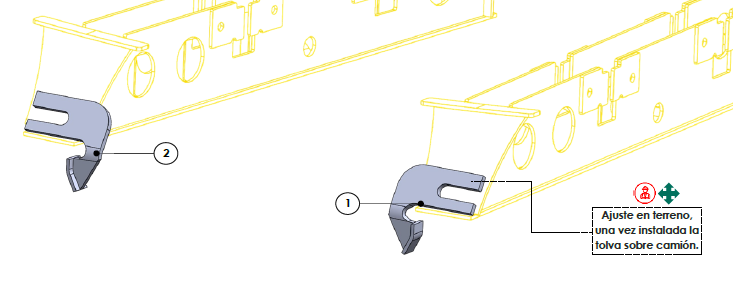 2
1
Ajuste en terreno,
una vez instalada la
tolva sobre camión.